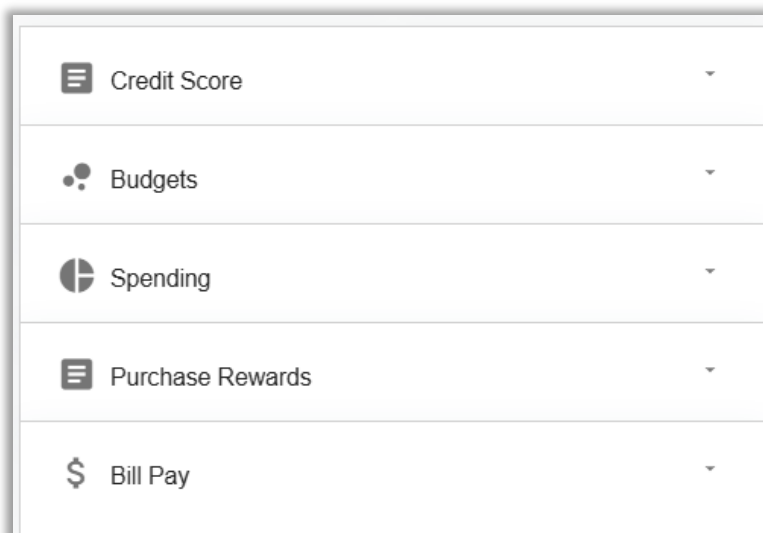 Credit Score
Budgets
Spending
Purchase Rewards
Bill Pay